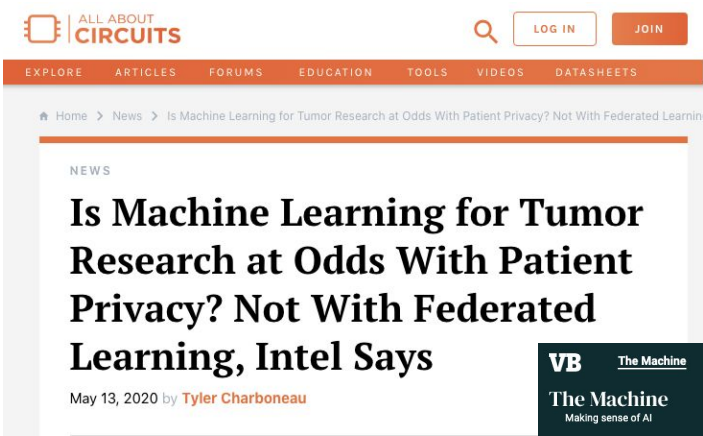 ALL ABOUT
CIRCUITS
LOG IN
JOIN
EXPLORE ARTICLES FORUMS EDUCATION TOOLS VIDEOS DATASHEETS
Home > News > Is Machine Learning for Tumor Research at Odds With Patient Privacy? Not With Federated Learnin
NEWS
Is Machine Learning for Tumor
Research at Odds With Patient
Privacy? Not With Federated
Learning, Intel Says
May 13, 2020 by Tyler Charboneau
VB The Machine
The Machine
Making sense of AI